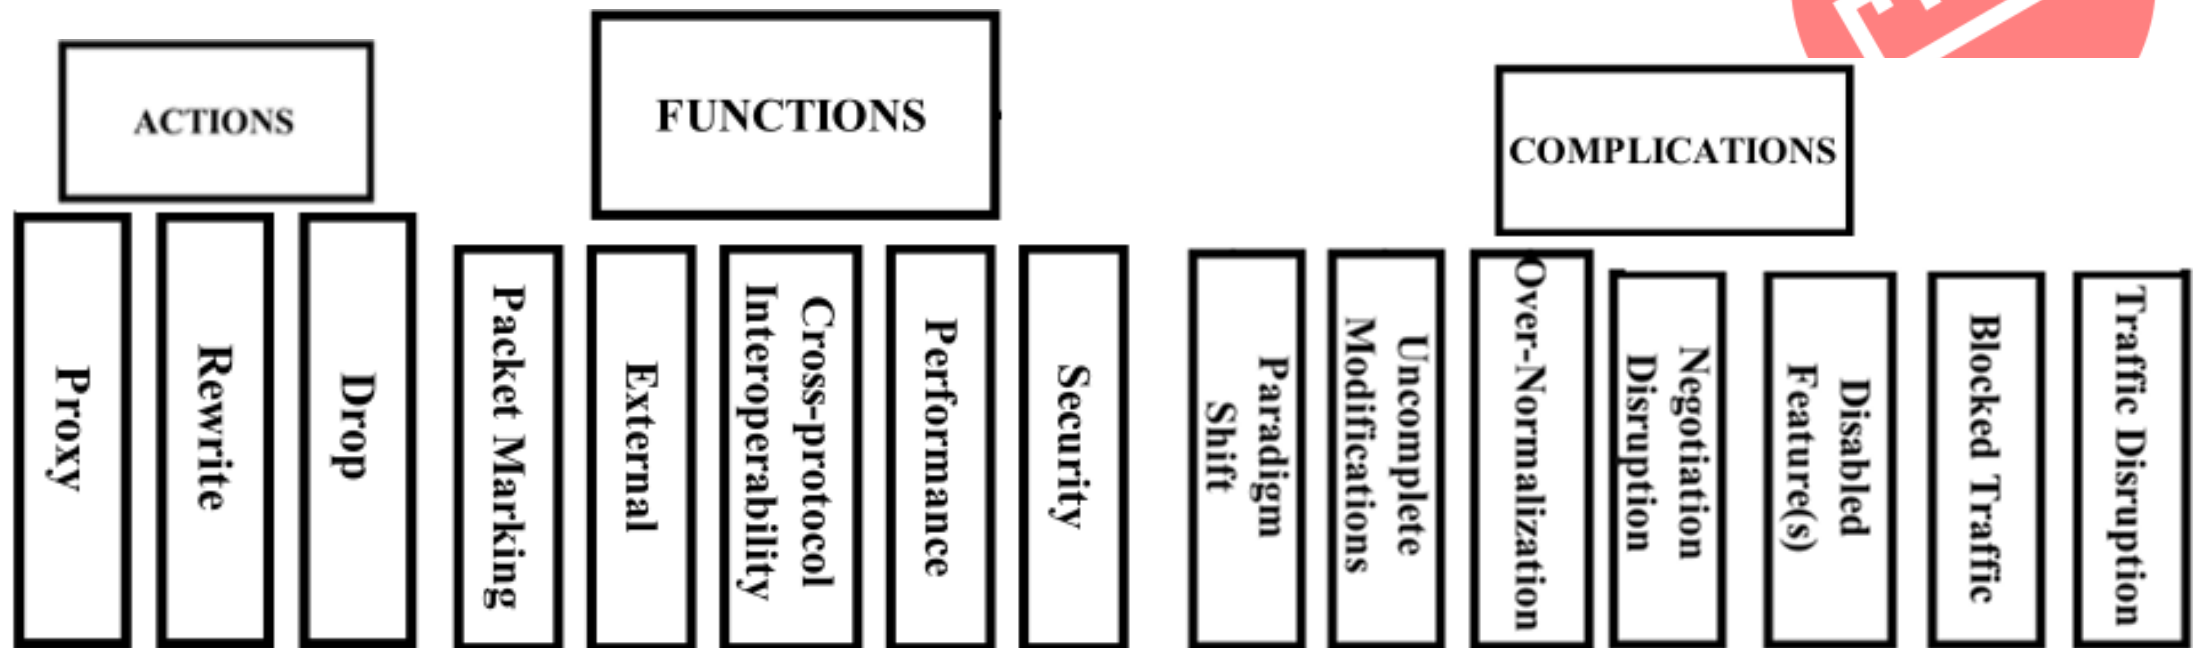 ACTIONS
FUNCTIONS
COMPLICATIONS
Proxy
Rewrite
Drop
Packet Marking
External
Cross-protocol
Interoperability
Performance
Security
Paradigm
Shift
Uncomplete
Modifications
Over-Normalization
Negotiation
Disruption
Disabled
Feature(s)
Blocked Traffic
Traffic Disruption